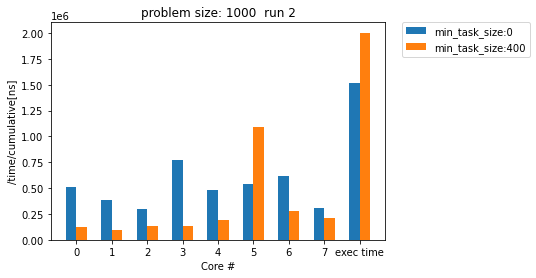 problem size: 1000  run 2
1e6
2.00
1.75
1.50
1.25
1.00
0.75
0.50
0.25
0.00
/time/cumulative[ns]
0 1 2 3 4 5 6 7 exec time
Core #
min_task_size:0
min_task_size:400